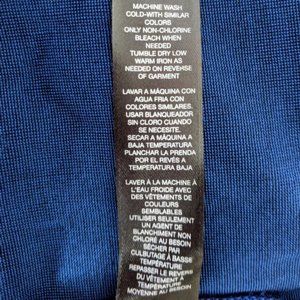 MACHINE WASH
COLD-WITH SIMILAR
COLORS
ONLY NON-CHLORINE
BLEACH WHEN
NEEDED
TUMBLE DRY LOW
WARM IRON AS
NEEDED ON REVERSE
OF GARMENT
LAVAR A MÁQUINA CON
AGUA FRIA CON
COLORES SIMILARES.
USAR BLANQUEADOR
SIN CLORO CUANDO
SE NECESITE.
SECAR A MÁQUINA A
BAJA TEMPERATURA
PLANCHAR LA PRENDA
POR EL REVÉS A
TEMPERATURA BAJA
LAVER À LA MACHINE À
L'EAU FROIDE AVEC
DES VÊTEMENTS DE
COULEURS
SEMBLABLES
UTILISER SEULEMENT
UN AGENT DE
BLANCHIMENT NON
CHLORÉ AU BESOIN
SÉCHER PAR
CULBUTAGE À BASSE
TEMPÉRATURE
REPASSER LE REVERS
DU VÊTEMENT À TEMPÉRATURE
MOYENNE AU BESOIN